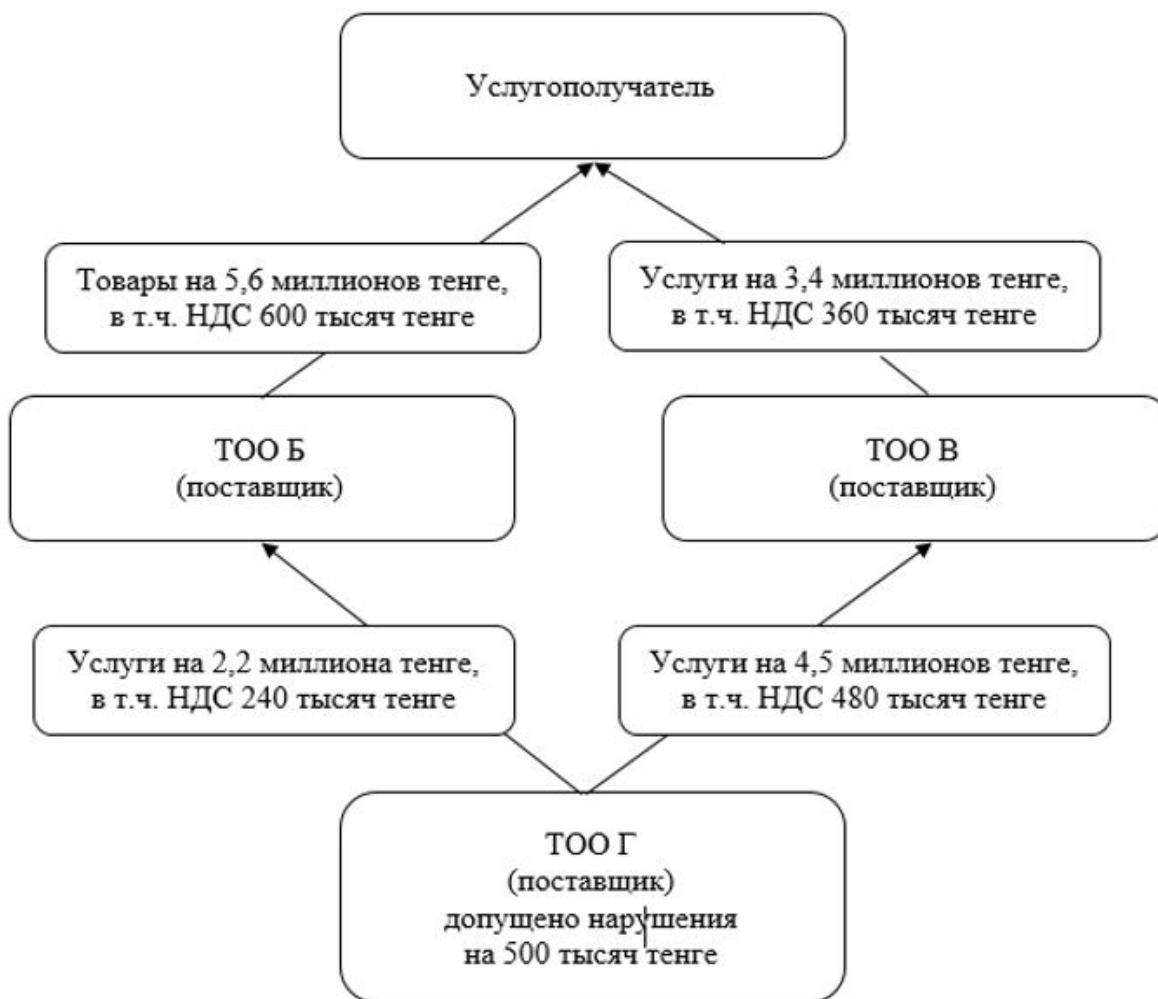 Услугополучатель
Товары на 5,6 миллионов тенге,
в т.ч. НДС 600 тысяч тенге
Услуги на 3,4 миллионов тенге,
в т.ч. НДС 360 тысяч тенге
ТОО Б
(поставщик)
ТОО В
(поставщик)
Услуги на 2,2 миллиона тенге,
в т.ч. НДС 240 тысяч тенге
Услуги на 4,5 миллионов тенге,
в т.ч. НДС 480 тысяч тенге
ТОО Г
(поставщик)
допущено нарушения
на 500 тысяч тенге